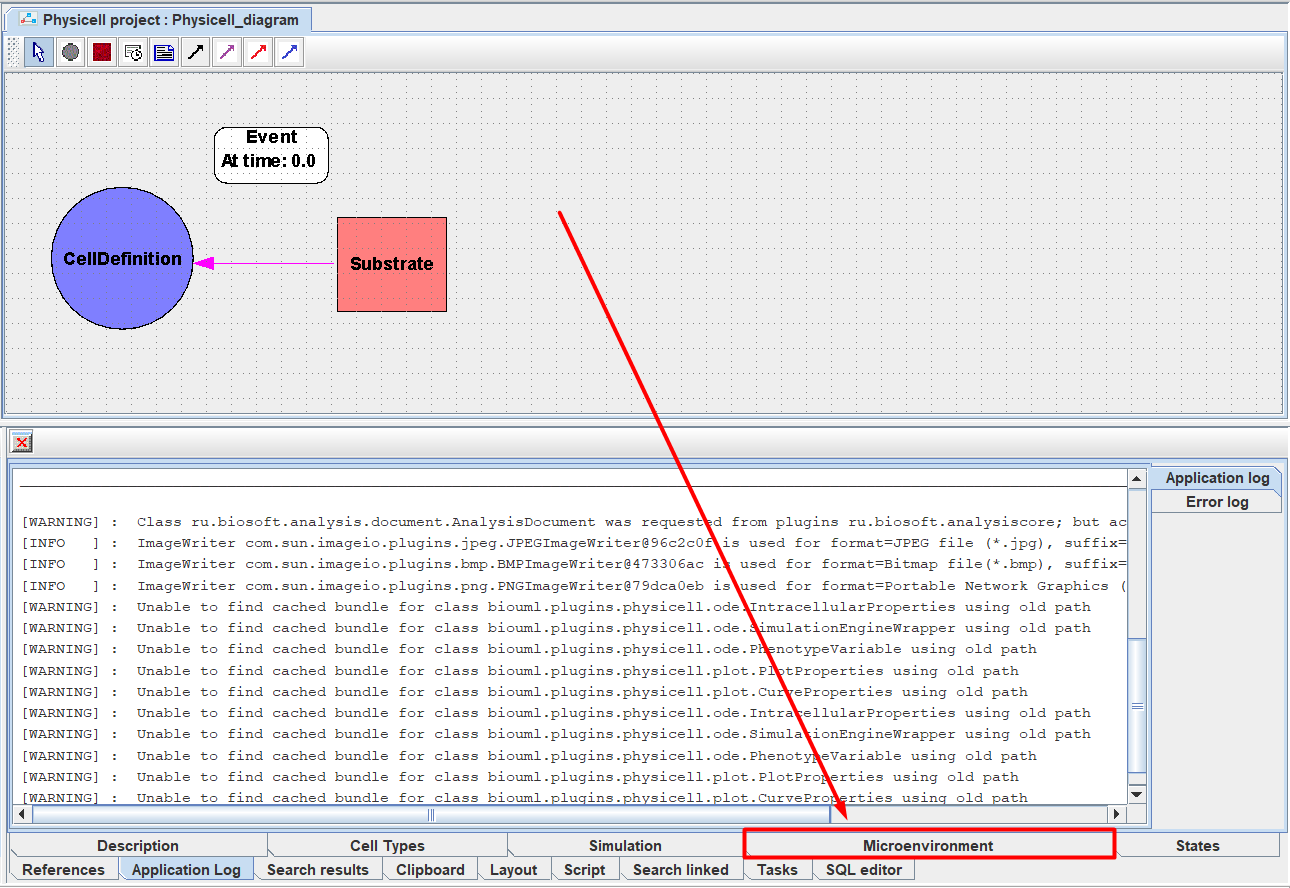 Physicell project : Physicell_diagram
Event
At time: 0.0
CellDefinition
Substrate
Application log
Error log
[WARNING] : Class ru.biosoft.analysis.document.AnalysisDocument was requested from plugins ru.biosoft.analysiscore; but ac
[INFO ] : ImageWriter com.sun.imageio.plugins.jpeg.JPEGImageWriter@96c2c0f is used for format=JPEG file (*.jpg), suffix=
[INFO ] : ImageWriter com.sun.imageio.plugins.bmp.BMPImageWriter@473306ac is used for format=Bitmap file(*.bmp), suffix=
[INFO ] : ImageWriter com.sun.imageio.plugins.png.PNGImageWriter@79dca0eb is used for format=Portable Network Graphics (
[WARNING] : Unable to find cached bundle for class biouml.plugins.physicell.ode.IntracellularProperties using old path
[WARNING] : Unable to find cached bundle for class biouml.plugins.physicell.ode.SimulationEngineWrapper using old path
[WARNING] : Unable to find cached bundle for class biouml.plugins.physicell.ode.PhenotypeVariable using old path
[WARNING] : Unable to find cached bundle for class biouml.plugins.physicell.plot.PlotProperties using old path
[WARNING] : Unable to find cached bundle for class biouml.plugins.physicell.plot.CurveProperties using old path
[WARNING] : Unable to find cached bundle for class biouml.plugins.physicell.ode.IntracellularProperties using old path
[WARNING] : Unable to find cached bundle for class biouml.plugins.physicell.ode.SimulationEngineWrapper using old path
[WARNING] : Unable to find cached bundle for class biouml.plugins.physicell.ode.PhenotypeVariable using old path
[WARNING] : Unable to find cached bundle for class biouml.plugins.physicell.plot.PlotProperties using old path
[WARNING] : Unable to find cached bundle for class biouml.plugins.physicell.plot.CurveProperties using old path
Description Cell Types Simulation Microenvironment States
References Application Log Search results Clipboard Layout Script Search linked Tasks SQL editor